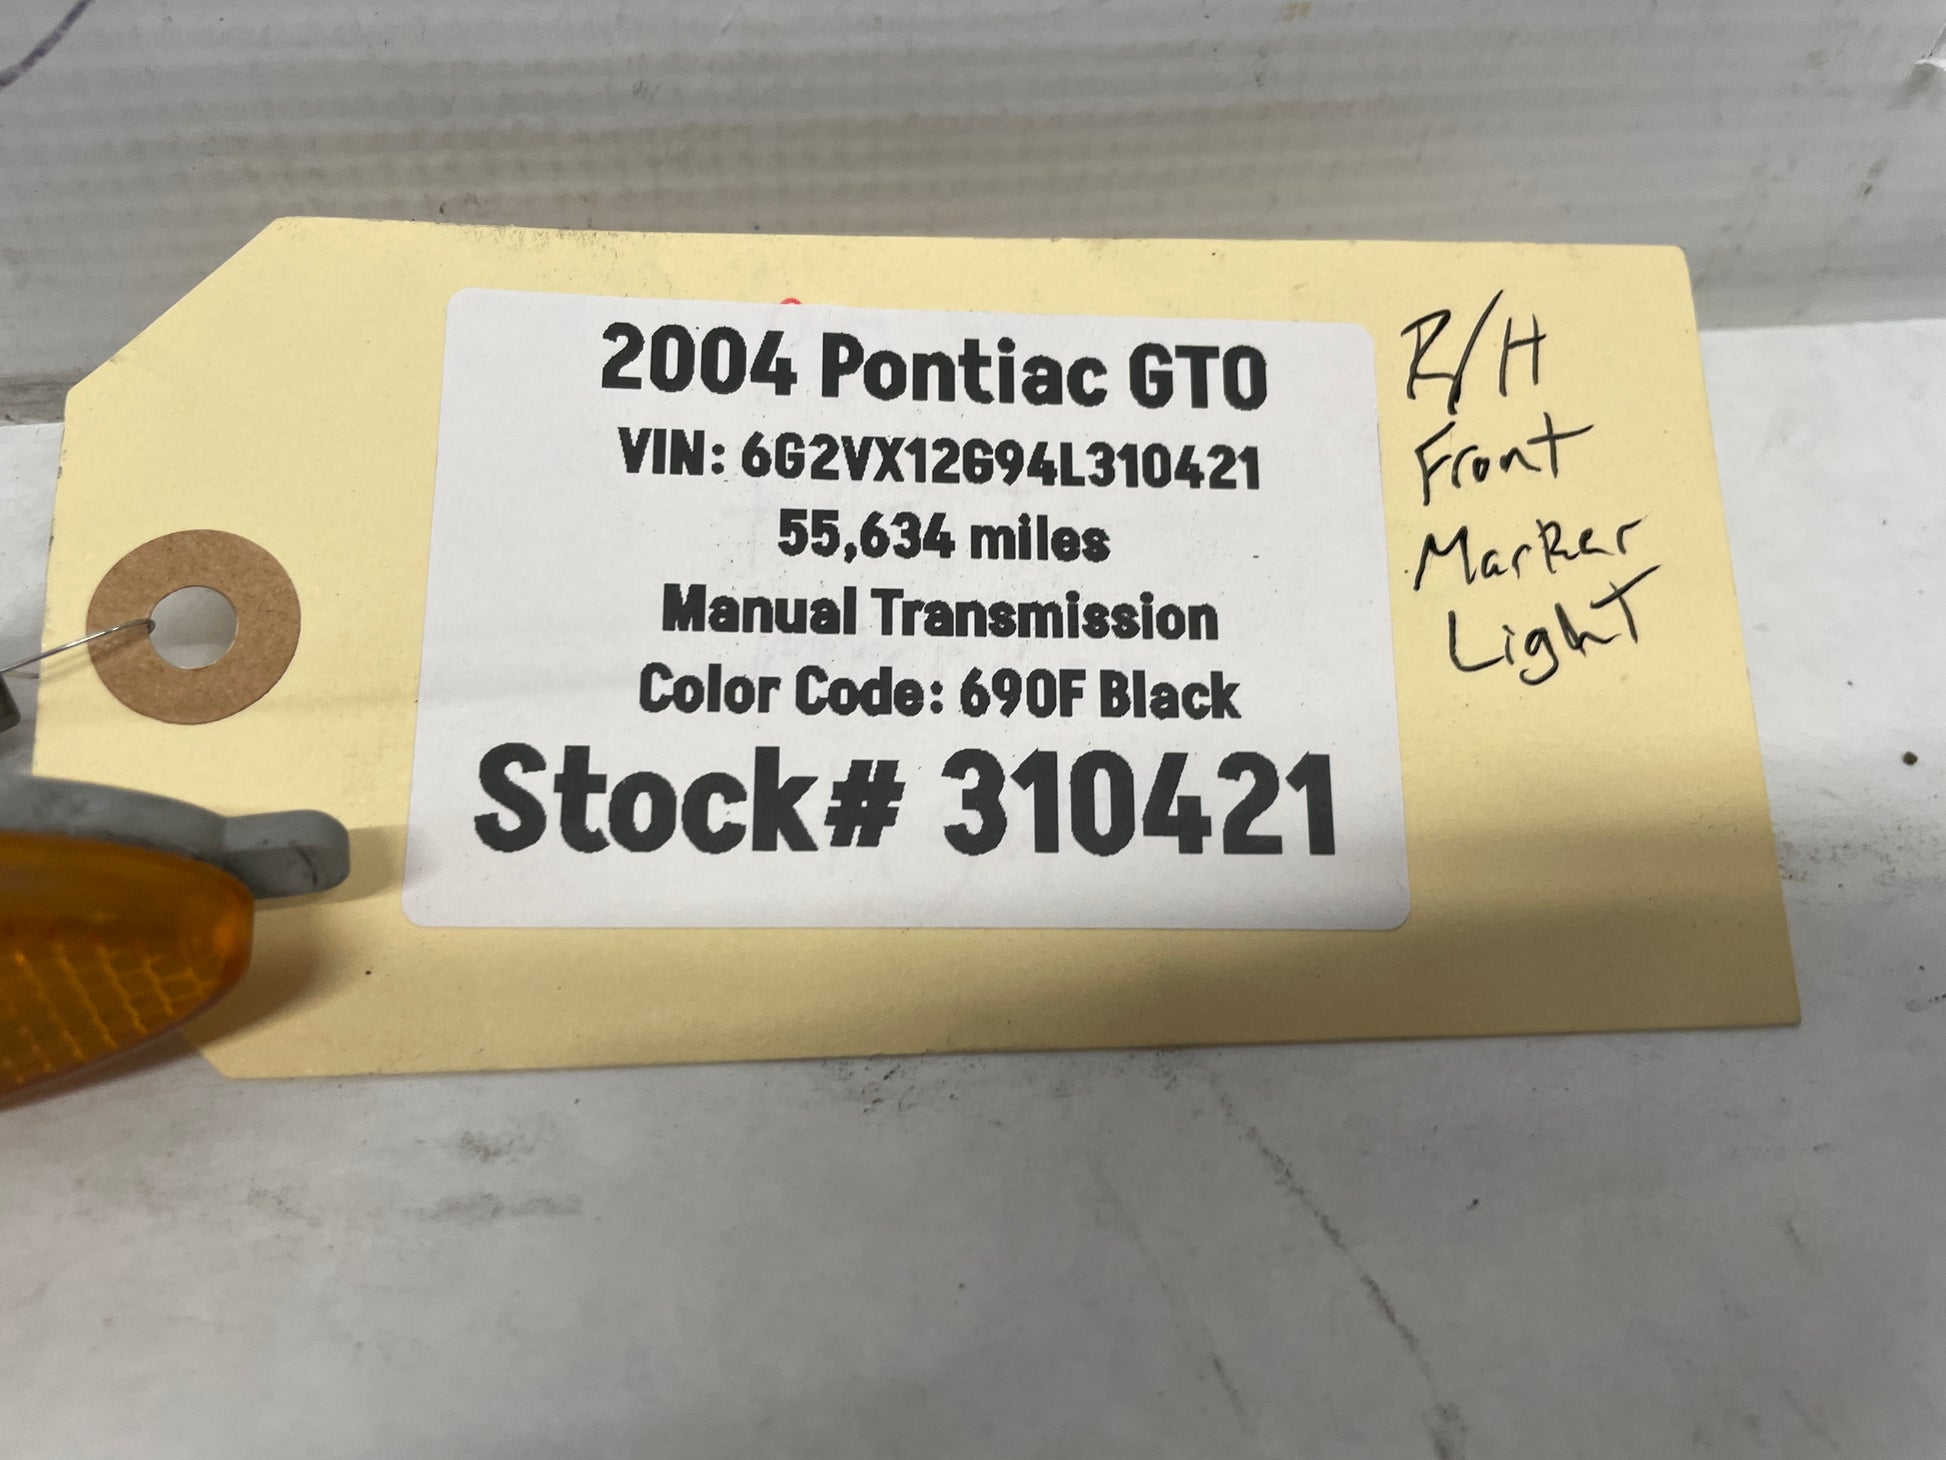 2004 Pontiac GTO
VIN: 6G2VX12G94L310421
55,634 miles
Manual Transmission
Color Code: 690F Black
Stock# 310421
R/H
Front
Marker
Light